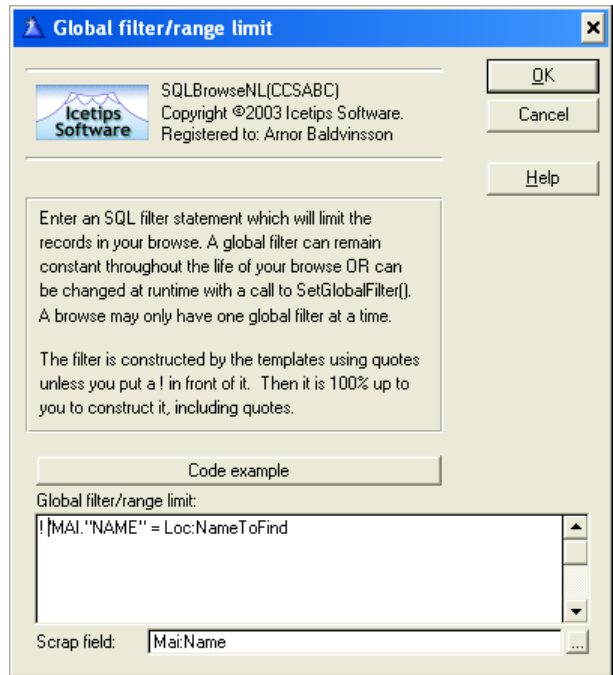 Global filter/range limit
Icetips
Software
SQLBrowseNL(CCSABC)
Copyright ©2003 Icetips Software.
Registered to: Arnor Baldvinsson
OK
Cancel
Help
Enter an SQL filter statement which will limit the
records in your browse. A global filter can remain
constant throughout the life of your browse OR can
be changed at runtime with a call to SetGlobalFilter().
A browse may only have one global filter at a time.
The filter is constructed by the templates using quotes
unless you put a ! in front of it. Then it is 100% up to
you to construct it, including quotes.
Code example
Global filter/range limit:
! 'MAI."NAME" = Loc:NameToFind
Scrap field:
Mai:Name
...